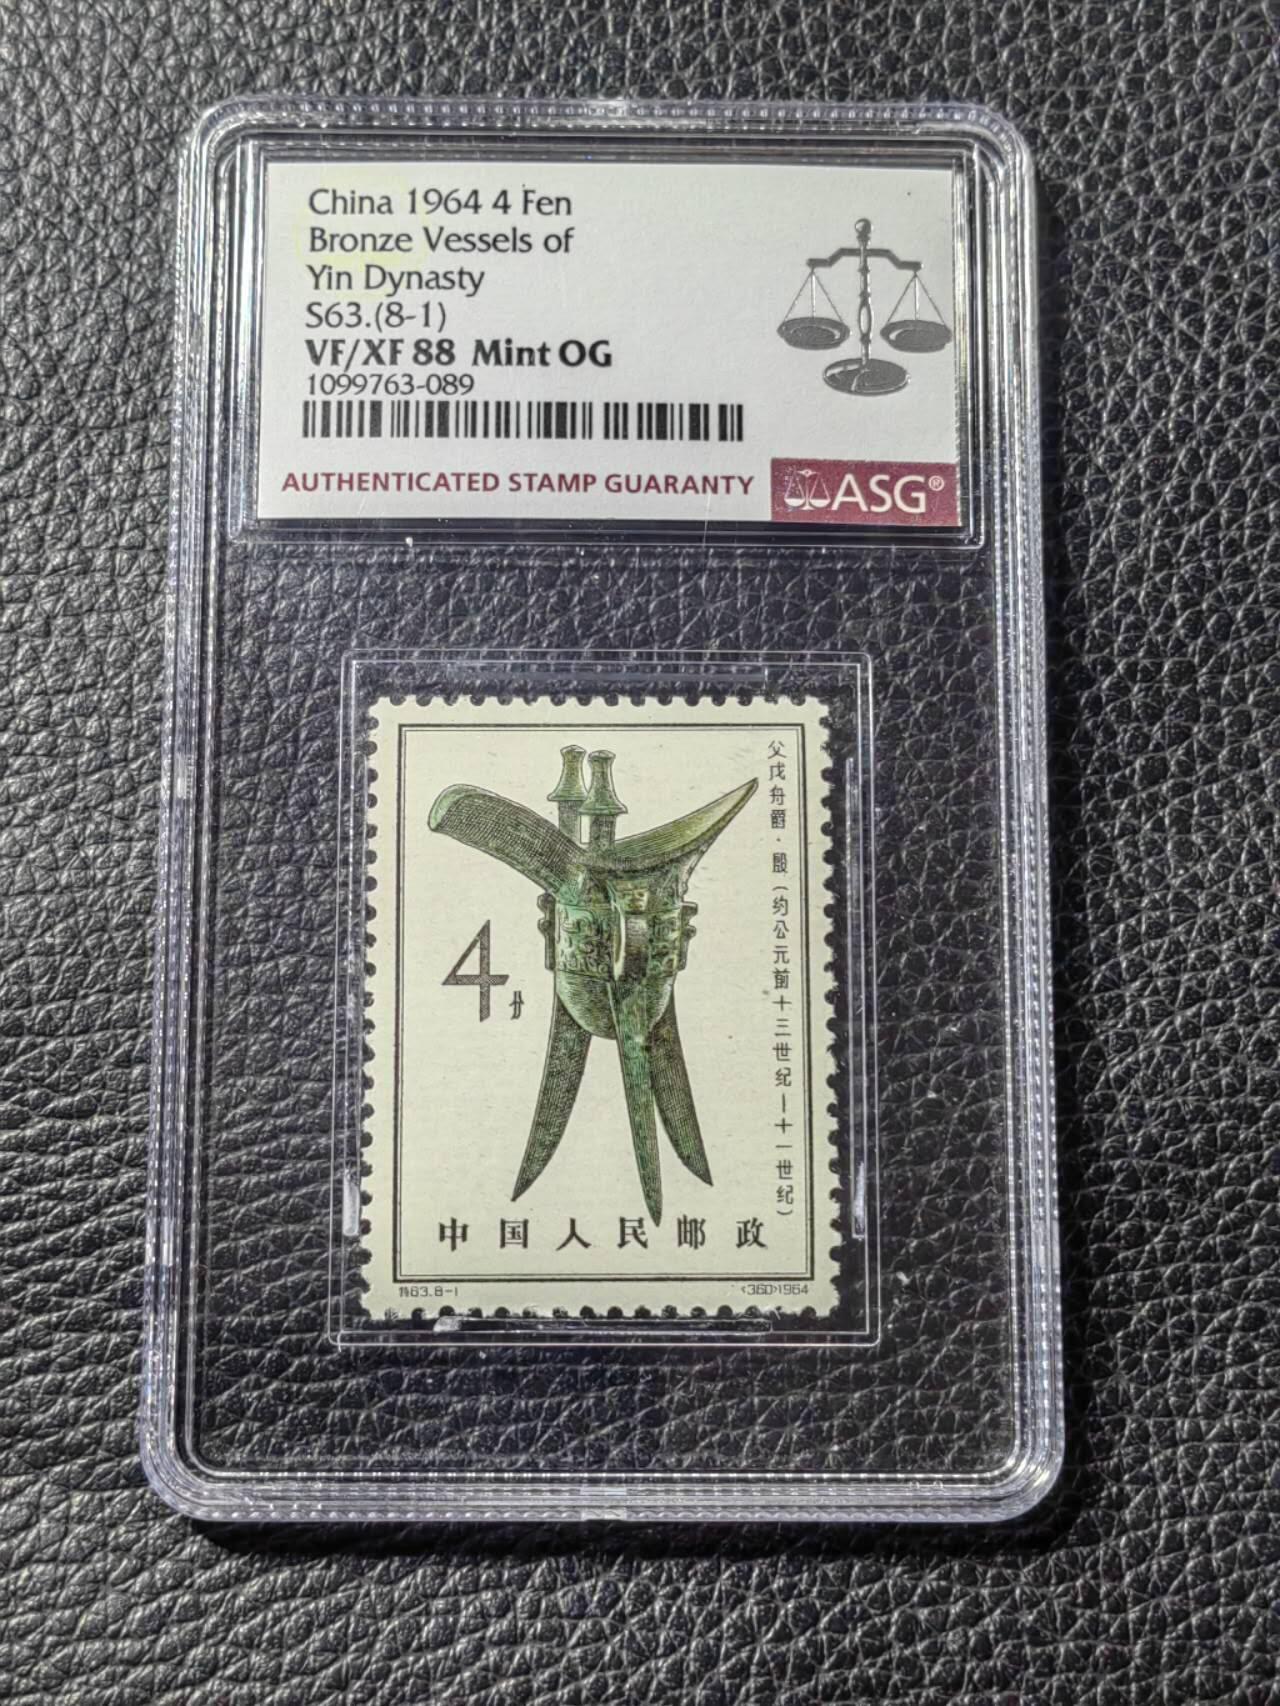 China 1964 4 Fen
Bronze Vessels of
Yin Dynasty
S63.(8-1)
VF/XF 88 Mint OG
1099763-089
AUTHENTICATED STAMP GUARANTY
ASG®
父戊舟爵·殷(约公元前十三世纪—十一世纪)
4分
中国人民邮政
特63.8-1
<360>1964